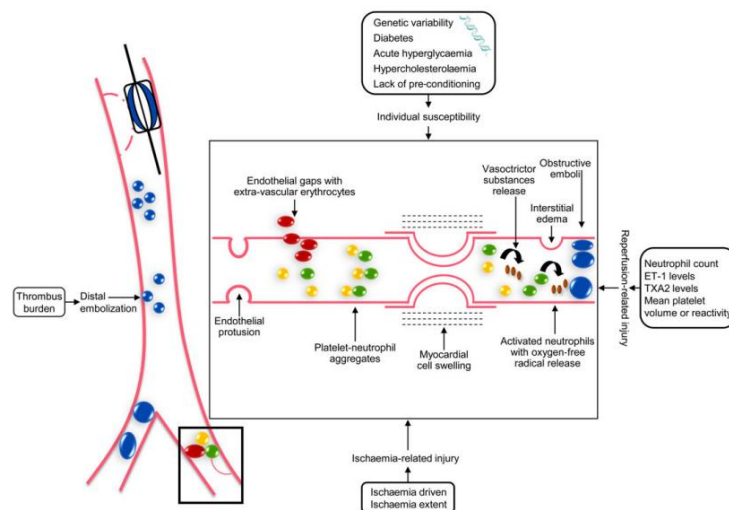 Genetic variability
Diabetes
Acute hyperglycaemia
Hypercholesterolaemia
Lack of pre-conditioning
Individual susceptibility
Endothelial gaps with
extra-vascular erythrocytes
Vasoctrictor
substances
release
Obstructive
emboli
Interstitial
edema
Thrombus
burden
Distal
embolization
Endothelial
protusion
Platelet-neutrophil
aggregates
Myocardial
cell swelling
Activated neutrophils
with oxygen-free
radical release
Reperfusion-related
injury
Neutrophil count
ET-1 levels
TXA2 levels
Mean platelet
volume or reactivity
Ischaemia-related injury
Ischaemia driven
Ischaemia extent